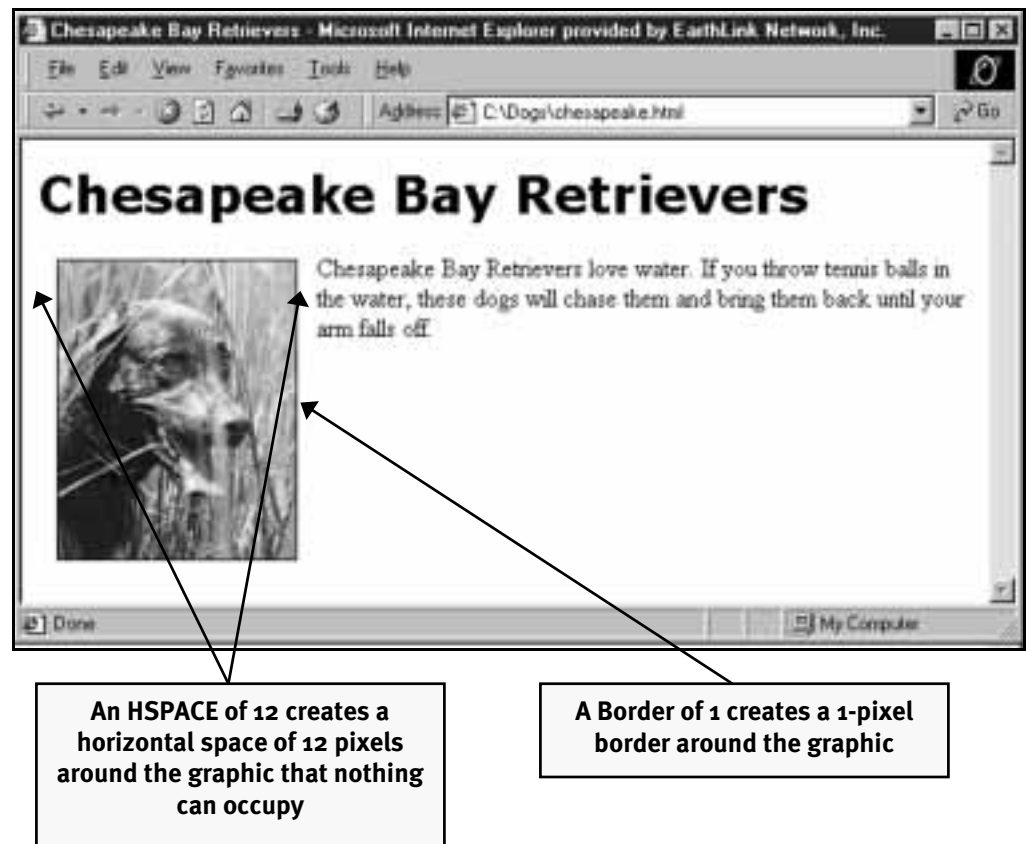 Chesapeake Bay Retrievers - Microsoft Internet Explorer provided by EarthLink Network, Inc.
File Edit View Favorites Tools Help
Address C:\Dogs\chesapeake.html Go
Chesapeake Bay Retrievers
Chesapeake Bay Retrievers love water. If you throw tennis balls in
the water, these dogs will chase them and bring them back until your
arm falls off.
Done My Computer
An HSPACE of 12 creates a
horizontal space of 12 pixels
around the graphic that nothing
can occupy
A Border of 1 creates a 1-pixel
border around the graphic